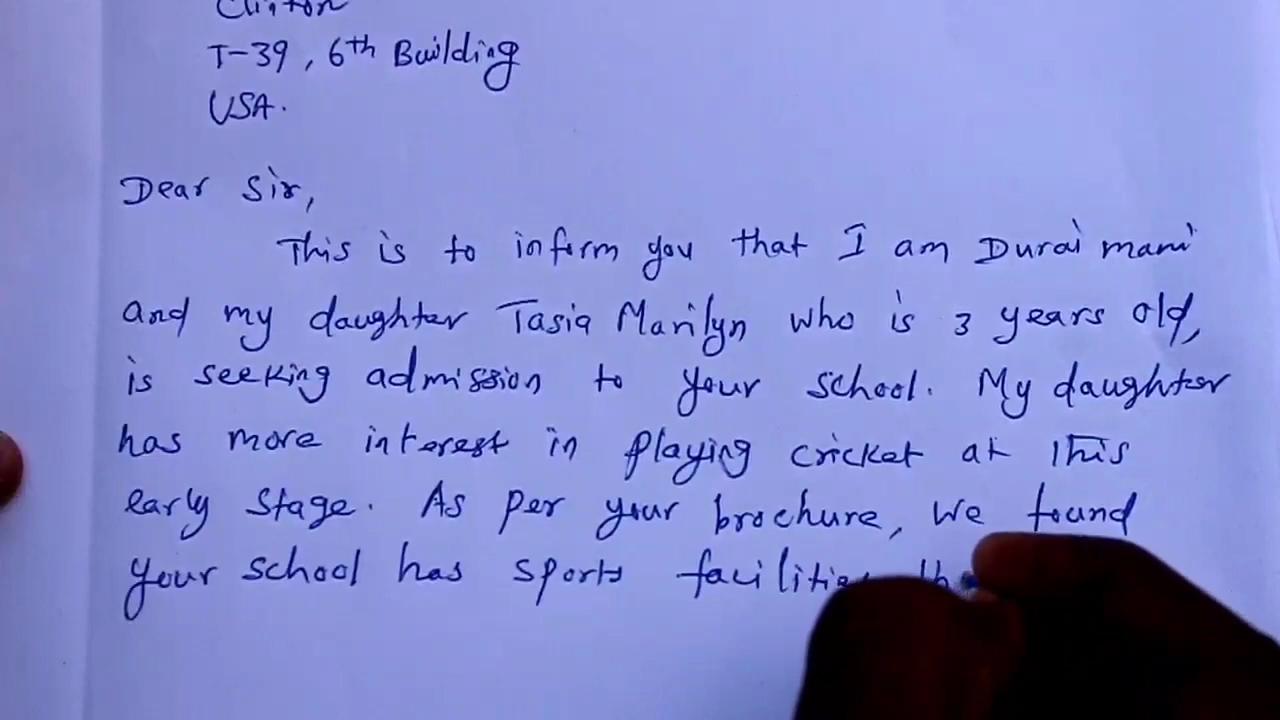 Clinton
T-39, 6th Building
USA.
Dear Sir,
This is to inform you that I am Durai mani
and my daughter Tasia Marilyn who is 3 years old,
is seeking admission to your school. My daughter
has more interest in playing cricket at this
early stage. As per your brochure, we found
your school has sports facilities